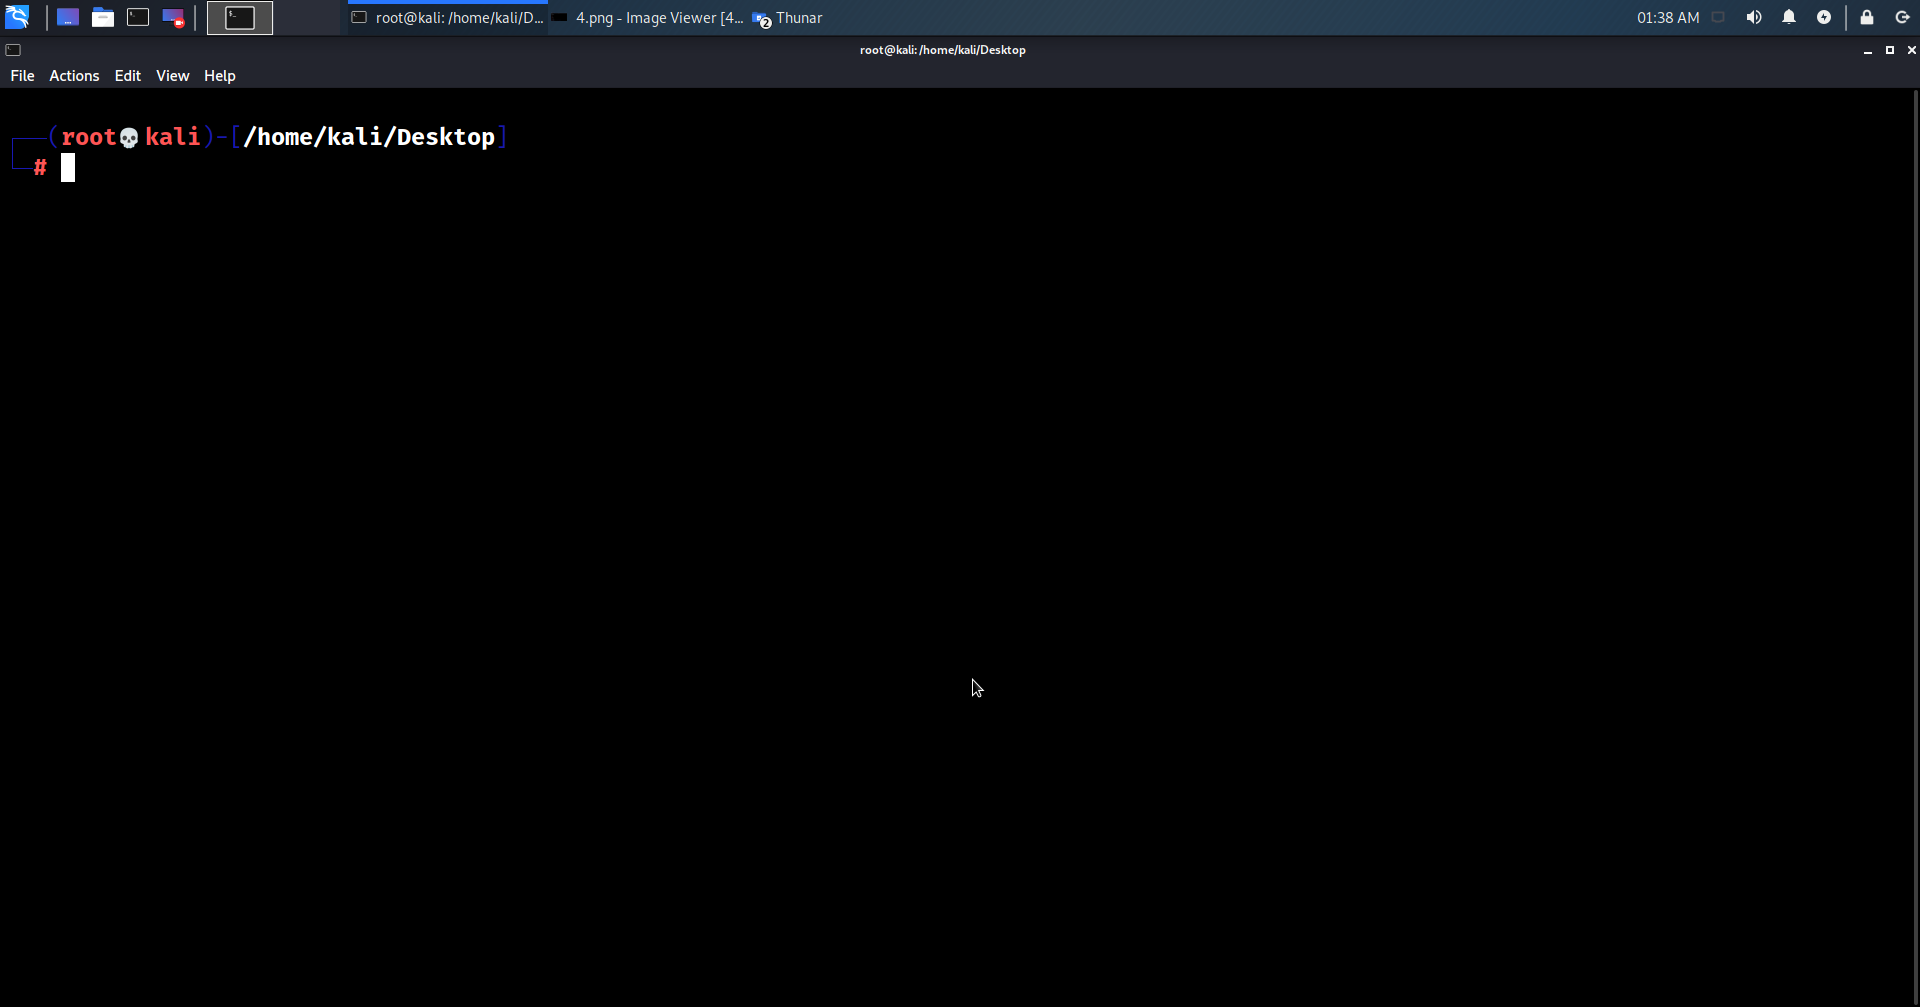 root@kali: /home/kali/D... 4.png - Image Viewer [4... 2 Thunar 01:38 AM
root@kali:/home/kali/Desktop
File Actions Edit View Help
(root💀kali)-[/home/kali/Desktop]
#